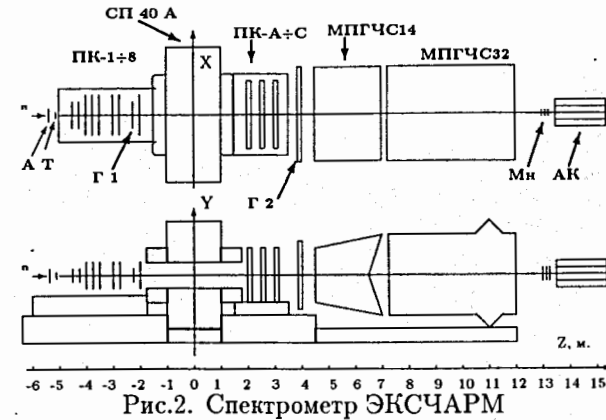 СП 40 А
ПК-1÷8
X
ПК-А÷С
МПГЧС14
МПГЧС32
n
А Т
Г 1
Г 2
Мн
АК
Y
n
Z, м.
-6 -5 -4 -3 -2 -1 0 1 2 3 4 5 6 7 8 9 10 11 12 13 14 15
Рис.2. Спектрометр ЭКСЧАРМ